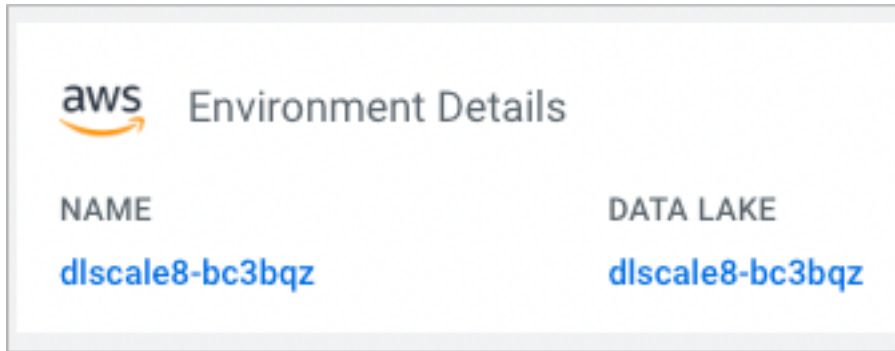 aws Environment Details
NAME DATA LAKE
dlscale8-bc3bqz dlscale8-bc3bqz